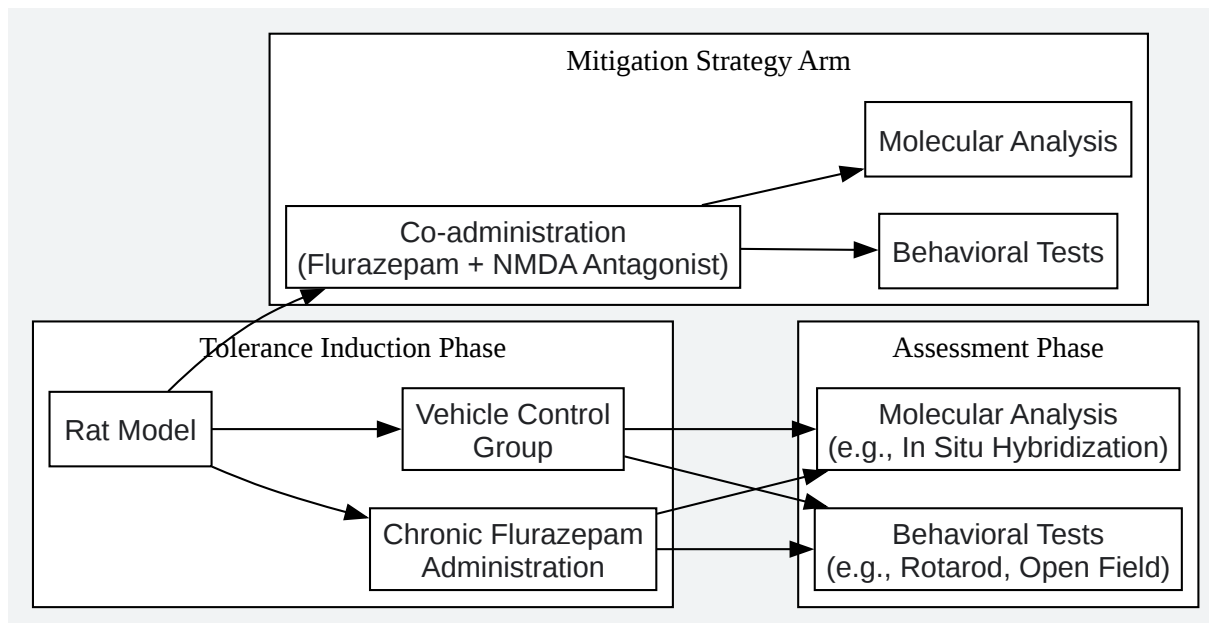 Mitigation Strategy Arm
Molecular Analysis
Co-administration
(Flurazepam + NMDA Antagonist)
Behavioral Tests
Tolerance Induction Phase
Rat Model
Vehicle Control
Group
Chronic Flurazepam
Administration
Assessment Phase
Molecular Analysis
(e.g., In Situ Hybridization)
Behavioral Tests
(e.g., Rotarod, Open Field)